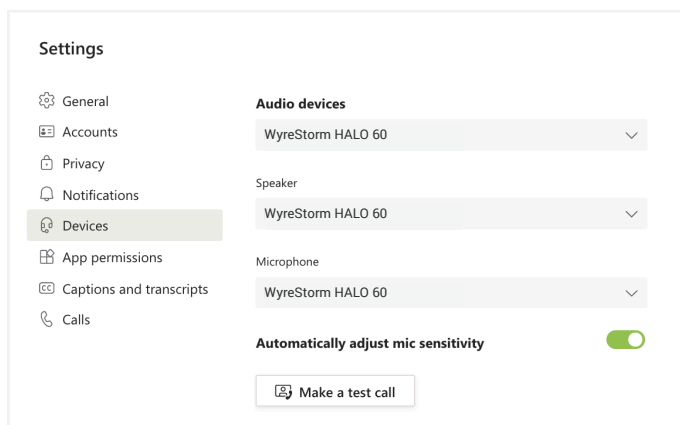 Settings
General
Accounts
Privacy
Notifications
Devices
App permissions
CC Captions and transcripts
Calls
Audio devices
WyreStorm HALO 60
Speaker
WyreStorm HALO 60
Microphone
WyreStorm HALO 60
Automatically adjust mic sensitivity
Make a test call